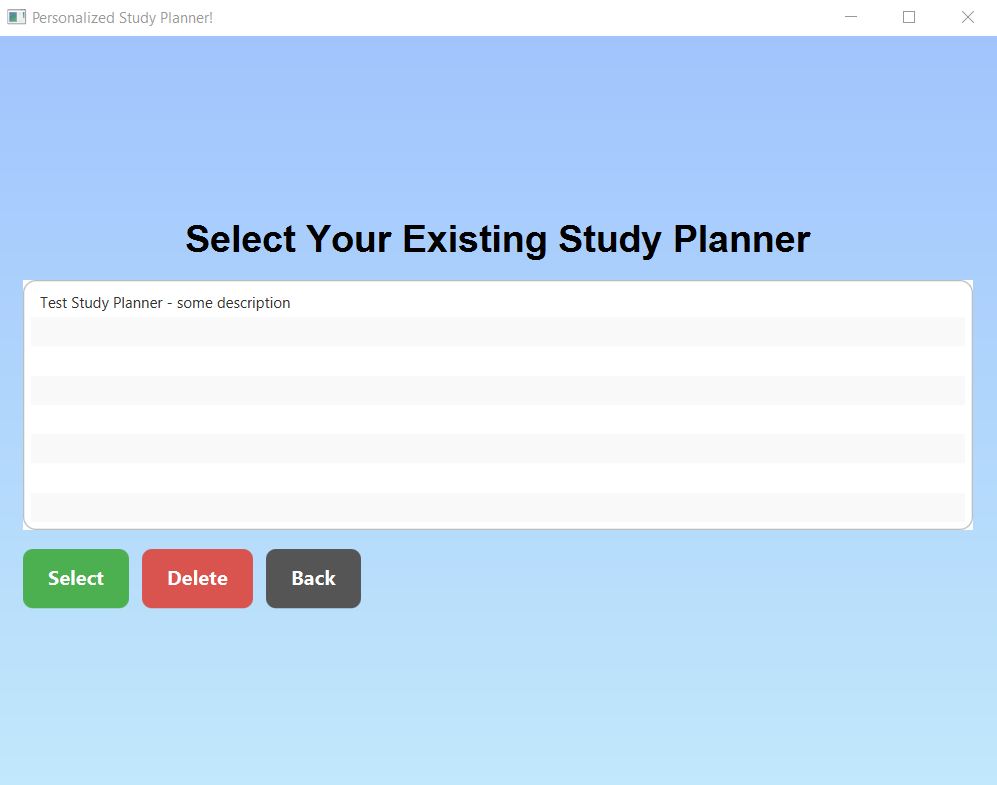 Personalized Study Planner!
Select Your Existing Study Planner
Test Study Planner - some description
Select Delete Back